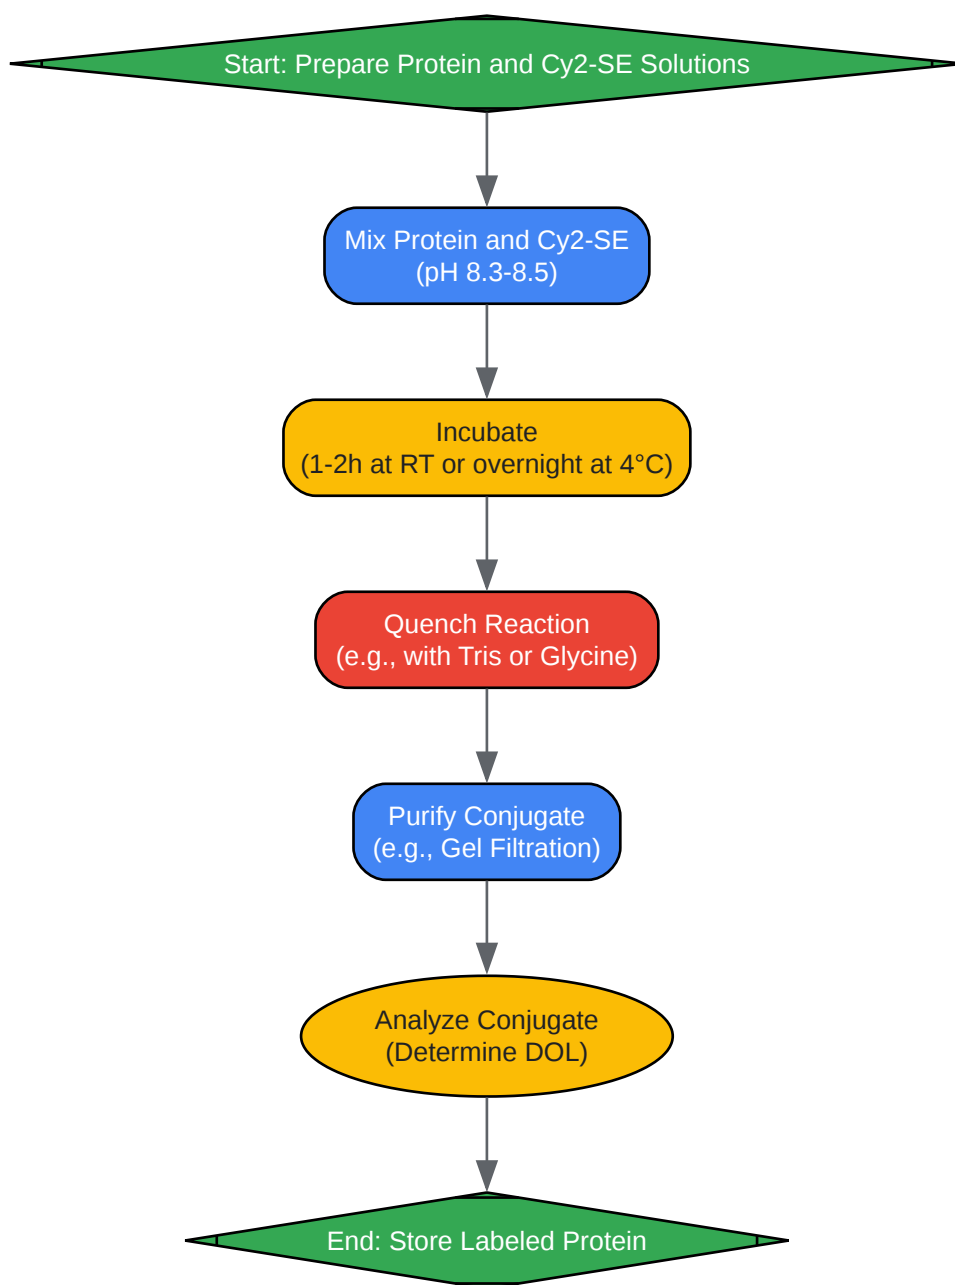 Start: Prepare Protein and Cy2-SE Solutions
Mix Protein and Cy2-SE
(pH 8.3-8.5)
Incubate
(1-2h at RT or overnight at 4°C)
Quench Reaction
(e.g., with Tris or Glycine)
Purify Conjugate
(e.g., Gel Filtration)
Analyze Conjugate
(Determine DOL)
End: Store Labeled Protein